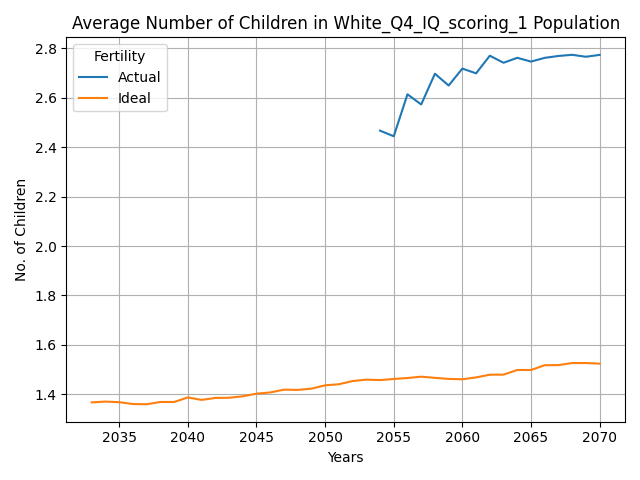 Average Number of Children in White_Q4_IQ_scoring_1 Population
Fertility
Actual
Ideal
No. of Children
2.8
2.6
2.4
2.2
2.0
1.8
1.6
1.4
2035 2040 2045 2050 2055 2060 2065 2070
Years